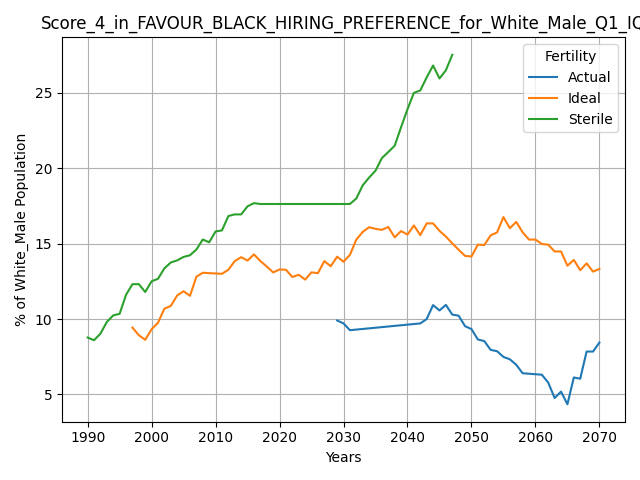 Score_4_in_FAVOUR_BLACK_HIRING_PREFERENCE_for_White_Male_Q1_IQ
Fertility
Actual
Ideal
Sterile
% of White_Male Population
25
20
15
10
5
1990 2000 2010 2020 2030 2040 2050 2060 2070
Years